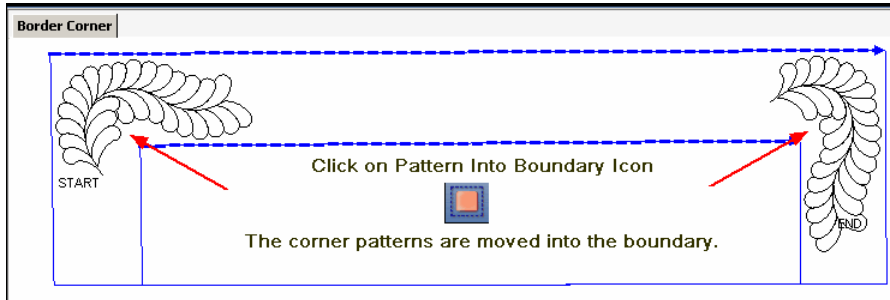 Border Corner
START
Click on Pattern Into Boundary Icon
END
The corner patterns are moved into the boundary.